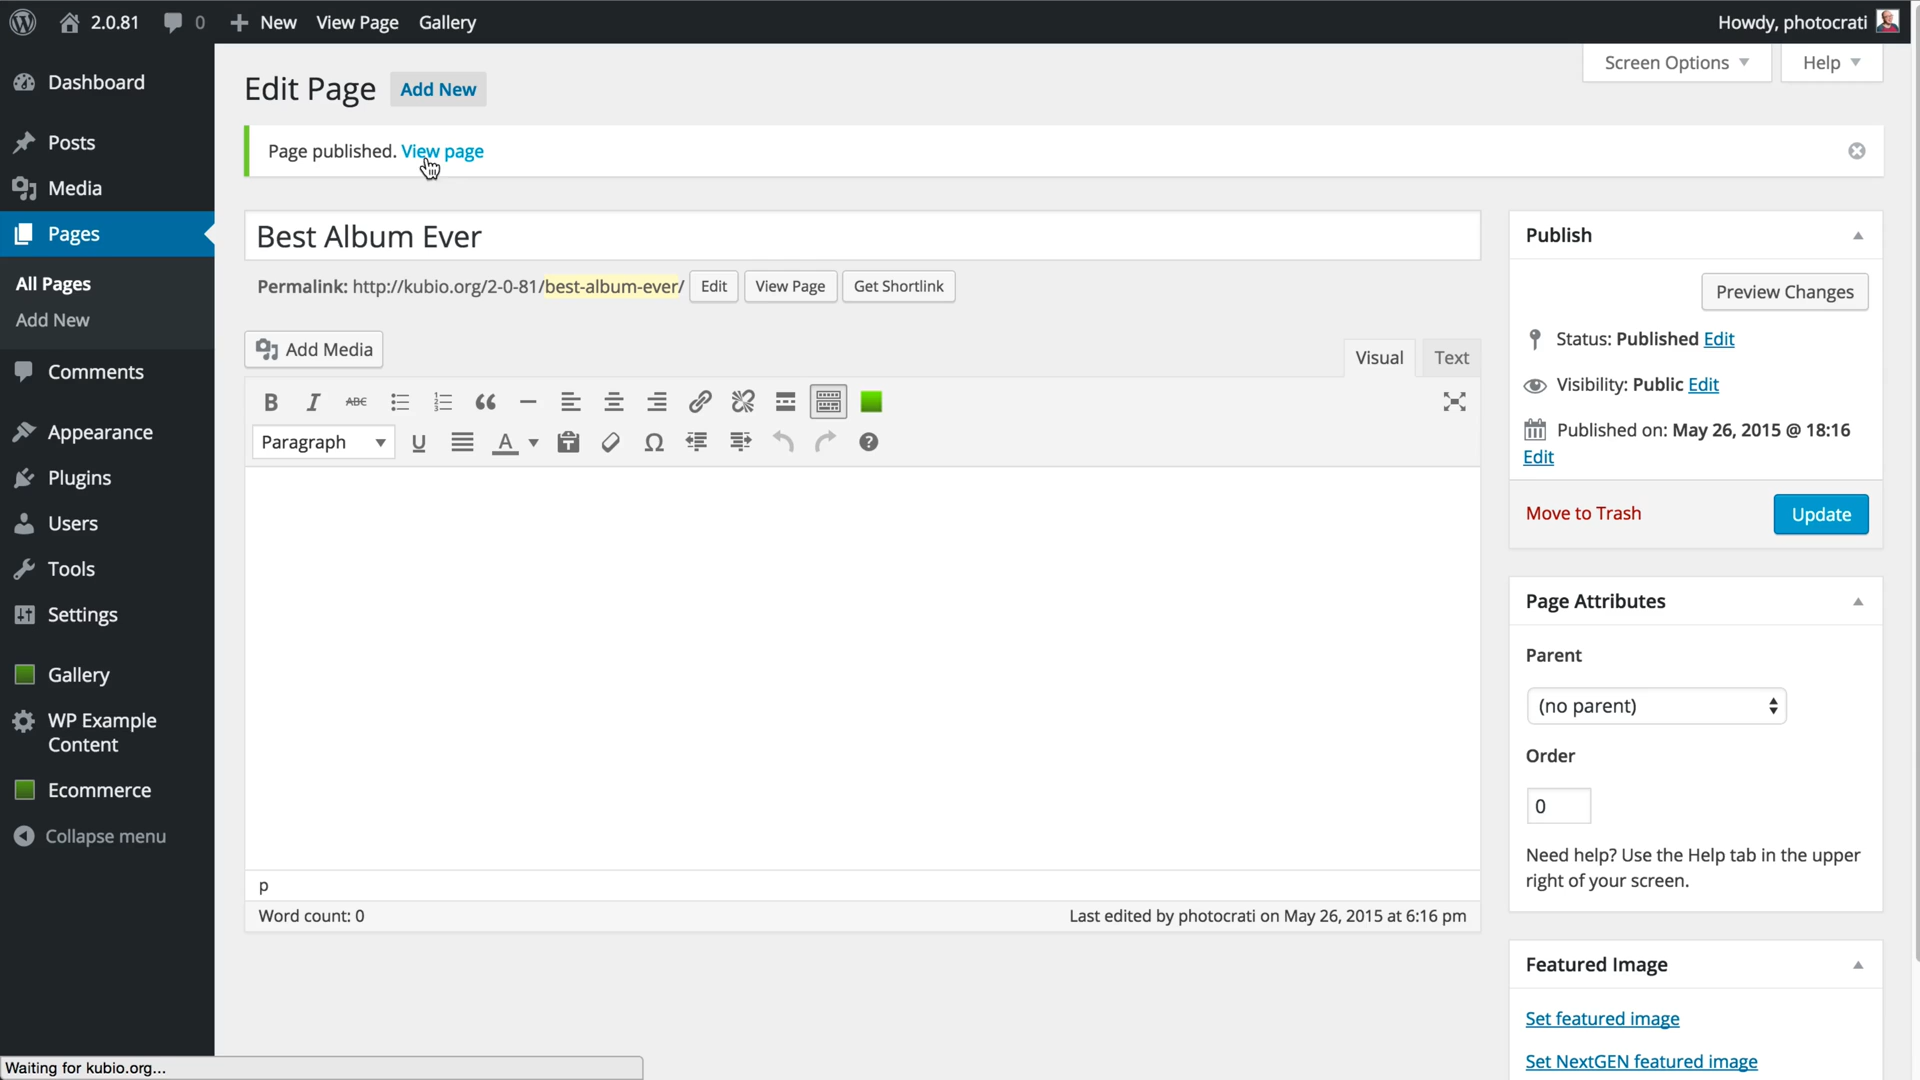 2.0.81 0 New View Page Gallery Howdy, photocrati
Screen Options Help
Dashboard
Posts
Media
Pages
All Pages
Add New
Comments
Appearance
Plugins
Users
Tools
Settings
Gallery
WP Example
Content
Ecommerce
Collapse menu
Edit Page Add New
Page published. View page
Best Album Ever
Permalink: http://kubio.org/2-0-81/best-album-ever/ Edit View Page Get Shortlink
Add Media
Visual Text
B I ABC
Paragraph U A Ω
p
Word count: 0 Last edited by photocrati on May 26, 2015 at 6:16 pm
Publish
Preview Changes
Status: Published Edit
Visibility: Public Edit
Published on: May 26, 2015 @ 18:16
Edit
Move to Trash Update
Page Attributes
Parent
(no parent)
Order
0
Need help? Use the Help tab in the upper
right of your screen.
Featured Image
Set featured image
Set NextGEN featured image
Waiting for kubio.org...